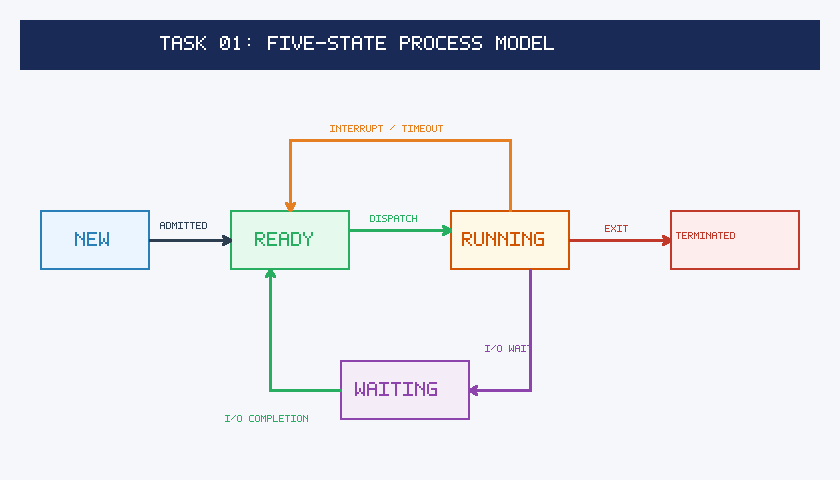 TASK 01: FIVE-STATE PROCESS MODEL
INTERRUPT / TIMEOUT
ADMITTED
DISPATCH
EXIT
NEW
READY
RUNNING
TERMINATED
I/O WAIT
WAITING
I/O COMPLETION